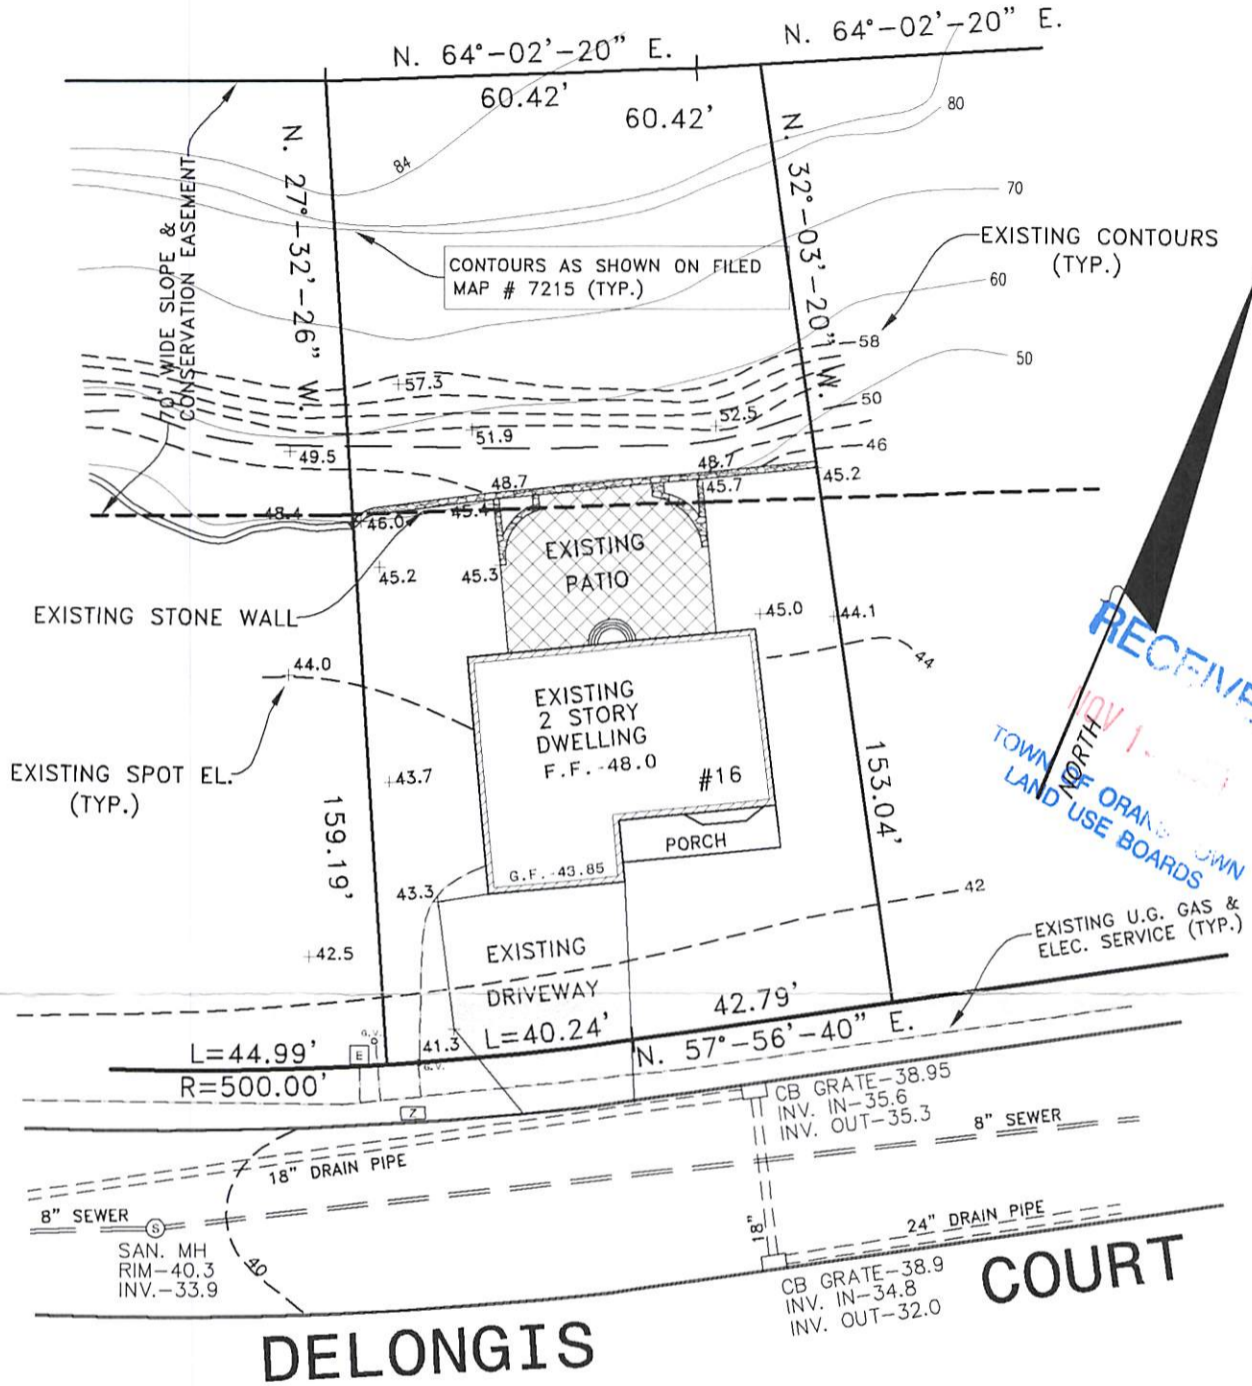 N. 64°-02'-20" E.
N. 64°-02'-20" E.
60.42'
60.42'
80
84
N. 27°-32'-26" W.
N. 32°-03'-20" W.
70' WIDE SLOPE &
CONSERVATION EASEMENT
70
CONTOURS AS SHOWN ON FILED
MAP # 7215 (TYP.)
EXISTING CONTOURS
(TYP.)
60
58
50
57.3
50
52.5
51.9
49.5
46
48.7
48.7
45.7
45.2
48.4
46.0
45.4
EXISTING
PATIO
45.2
45.3
EXISTING STONE WALL
45.0
44.1
44
44.0
EXISTING
2 STORY
DWELLING
F.F. -48.0
#16
EXISTING SPOT EL.
(TYP.)
43.7
159.19'
153.04'
PORCH
G.F. -43.85
43.3
42
42.5
EXISTING
DRIVEWAY
EXISTING U.G. GAS &
ELEC. SERVICE (TYP.)
RECEIVE
NOV 1
NORTH
TOWN OF ORAN OWN
LAND USE BOARDS
42.79'
L=44.99'
R=500.00'
G.V.
E
41.3
G.V.
L=40.24'
N. 57°-56'-40" E.
Z
CB GRATE-38.95
INV. IN-35.6
INV. OUT-35.3
8" SEWER
18" DRAIN PIPE
8" SEWER
S
SAN. MH
RIM-40.3
INV.-33.9
40
18"
24" DRAIN PIPE
CB GRATE-38.9
INV. IN-34.8
INV. OUT-32.0
DELONGIS COURT